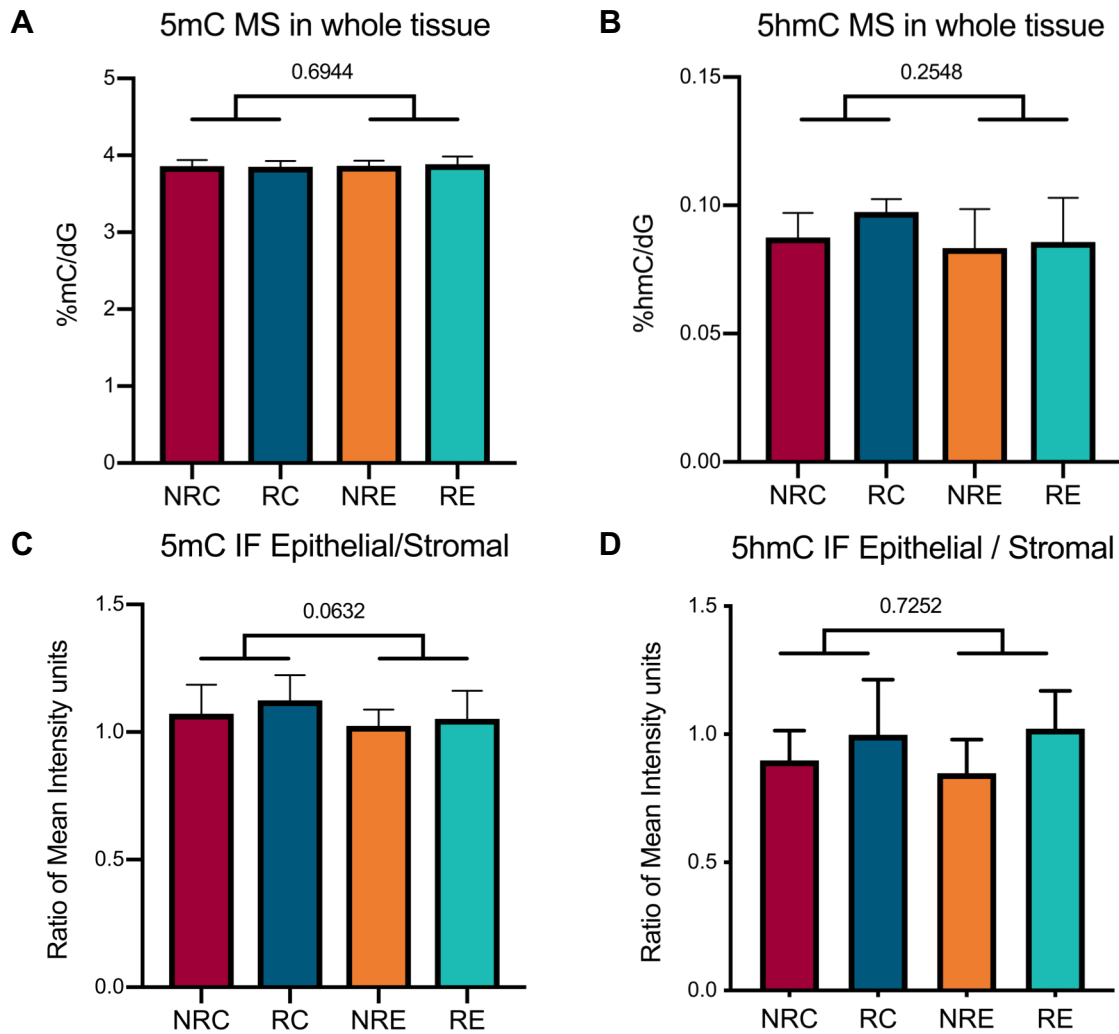 A
5mC MS in whole tissue
0.6944
%mC/dG
5
4
3
2
1
0
NRC RC NRE RE
B
5hmC MS in whole tissue
0.2548
%hmC/dG
0.15
0.10
0.05
0.00
NRC RC NRE RE
C
5mC IF Epithelial/Stromal
0.0632
Ratio of Mean Intensity units
1.5
1.0
0.5
0.0
NRC RC NRE RE
D
5hmC IF Epithelial / Stromal
0.7252
Ratio of Mean Intensity units
1.5
1.0
0.5
0.0
NRC RC NRE RE